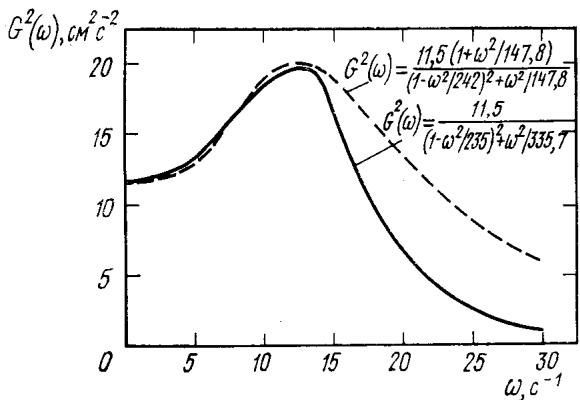 G²(ω), см²с⁻²
20
15
10
5
0
5
10
15
20
25
30
ω, с⁻¹
G²(ω)=11,5(1+ω²/147,8)/((1-ω²/242)²+ω²/147,8)
G²(ω)=11,5/((1-ω²/235)²+ω²/335,7)